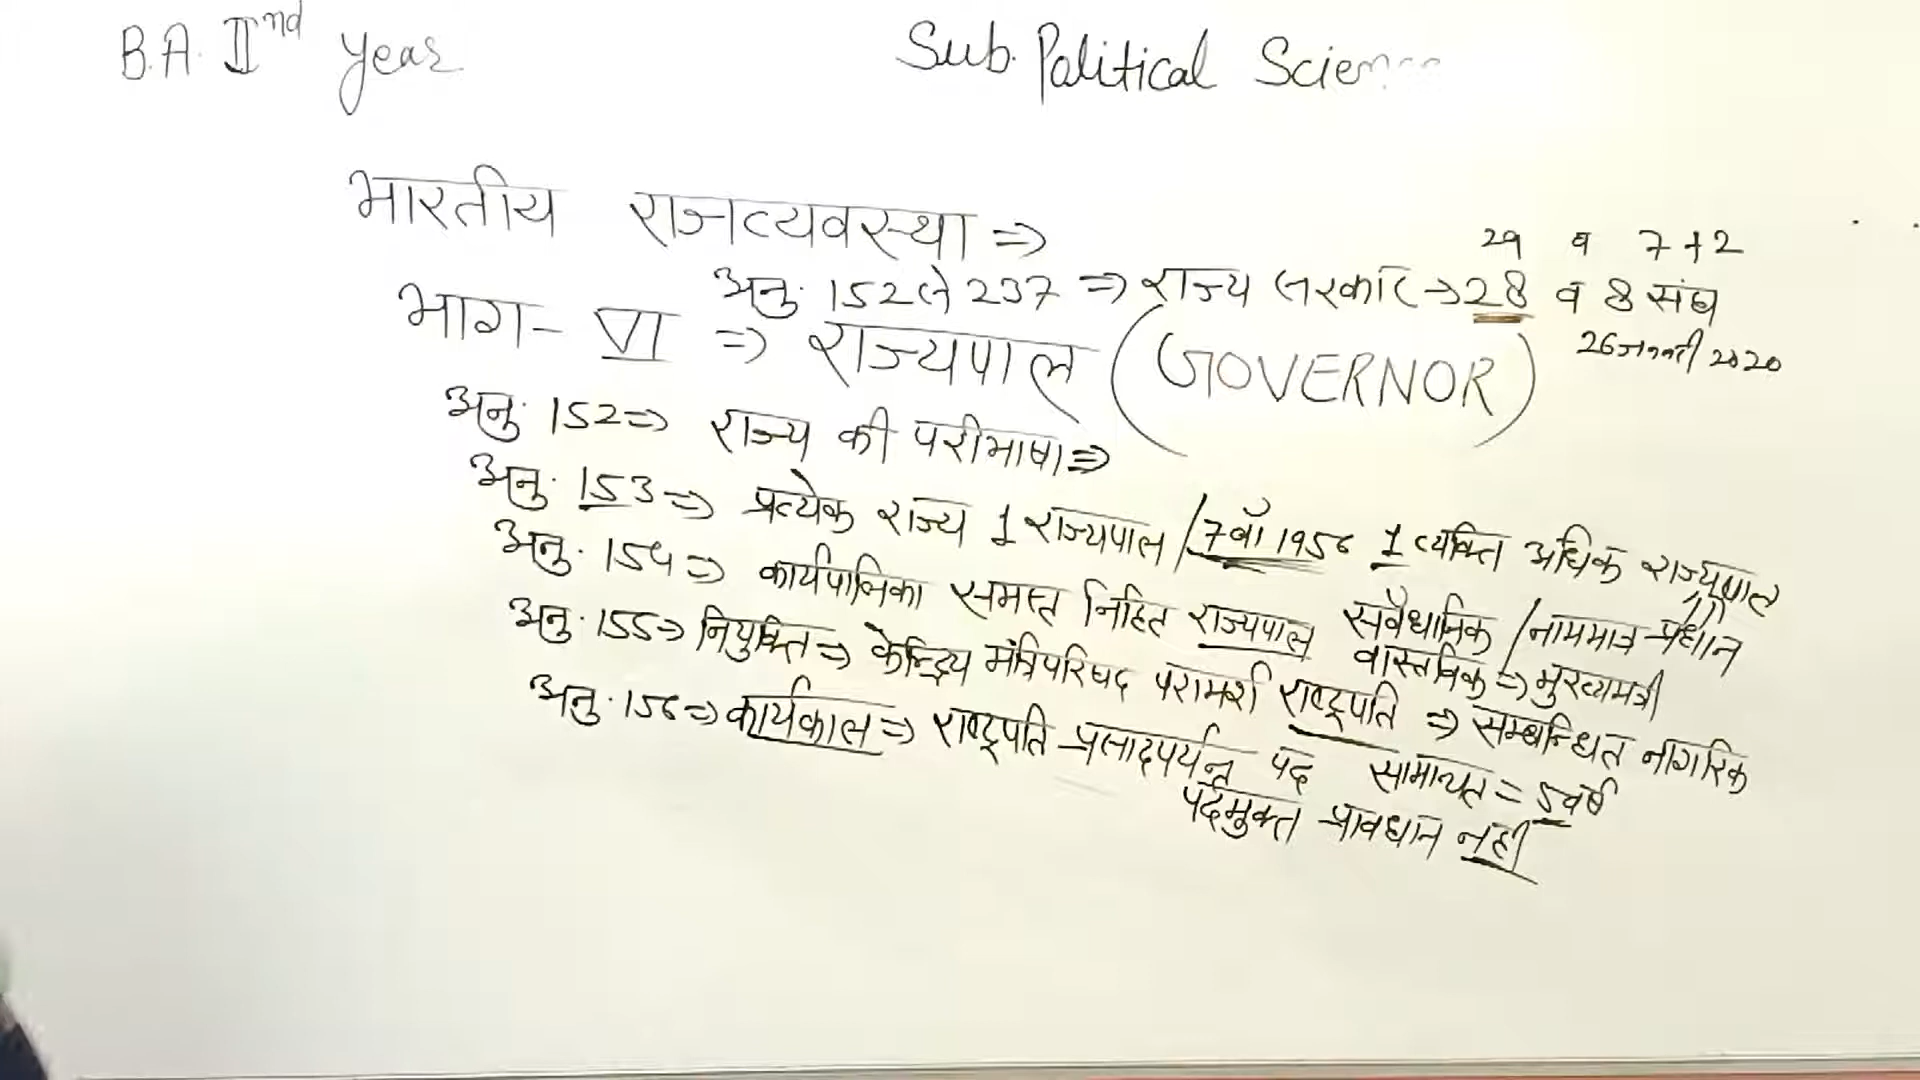 B.A. IInd Year Sub. Political Science
भारतीय राजव्यवस्था ⇒
29 व 7+2
अनु. 152 से 237 ⇒ राज्य सरकार → 28 व 8 संघ
26 जनवरी 2020
भाग - VI ⇒ राज्यपाल (GOVERNOR)
अनु. 152 ⇒ राज्य की परीभाषा ⇒
अनु. 153 ⇒ प्रत्येक राज्य 1 राज्यपाल / 7वाँ 1956 1 व्यक्ति अधिक राज्यपाल
अनु. 154 ⇒ कार्यपालिका समस्त निहित राज्यपाल सवैधानिक / नाममात्र प्रधान
वास्तविक ⇒ मुख्यमंत्री
अनु. 155 ⇒ नियुक्ति ⇒ केन्द्रिय मंत्रिपरिषद परामर्श राष्ट्रपति ⇒ सम्बन्धित नागरिक
अनु. 156 ⇒ कार्यकाल ⇒ राष्ट्रपति प्रसादपर्यन्त पद सामान्यत = 5 वर्ष
पदमुक्त प्रावधान नही